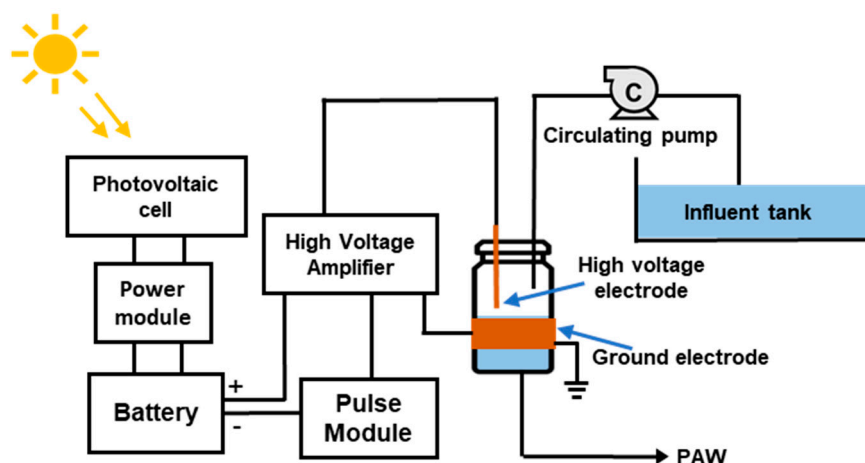 C
Circulating pump
Photovoltaic
cell
Influent tank
High Voltage
Amplifier
High voltage
electrode
Power
module
Ground electrode
+
Battery
-
Pulse
Module
PAW